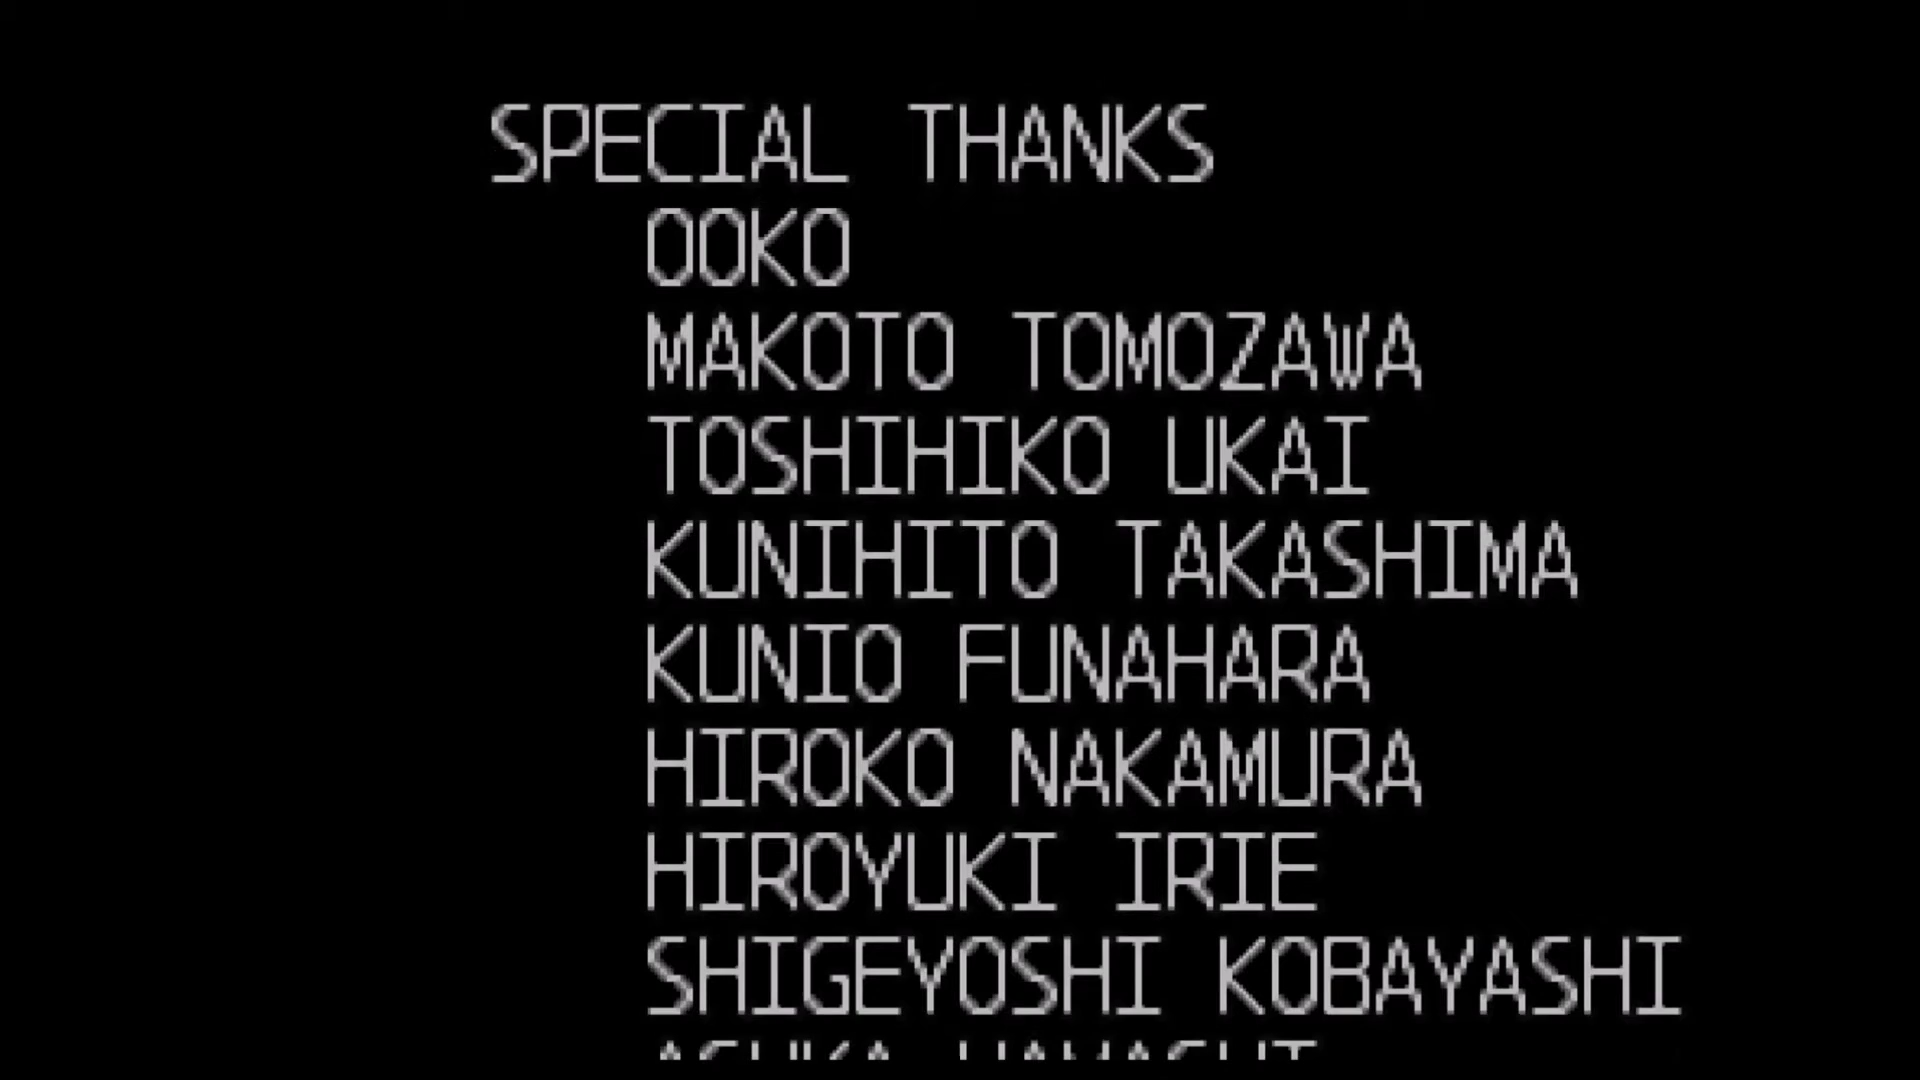 SPECIAL THANKS
OOKO
MAKOTO TOMOZAWA
TOSHIHIKO UKAI
KUNIHITO TAKASHIMA
KUNIO FUNAHARA
HIROKO NAKAMURA
HIROYUKI IRIE
SHIGEYOSHI KOBAYASHI